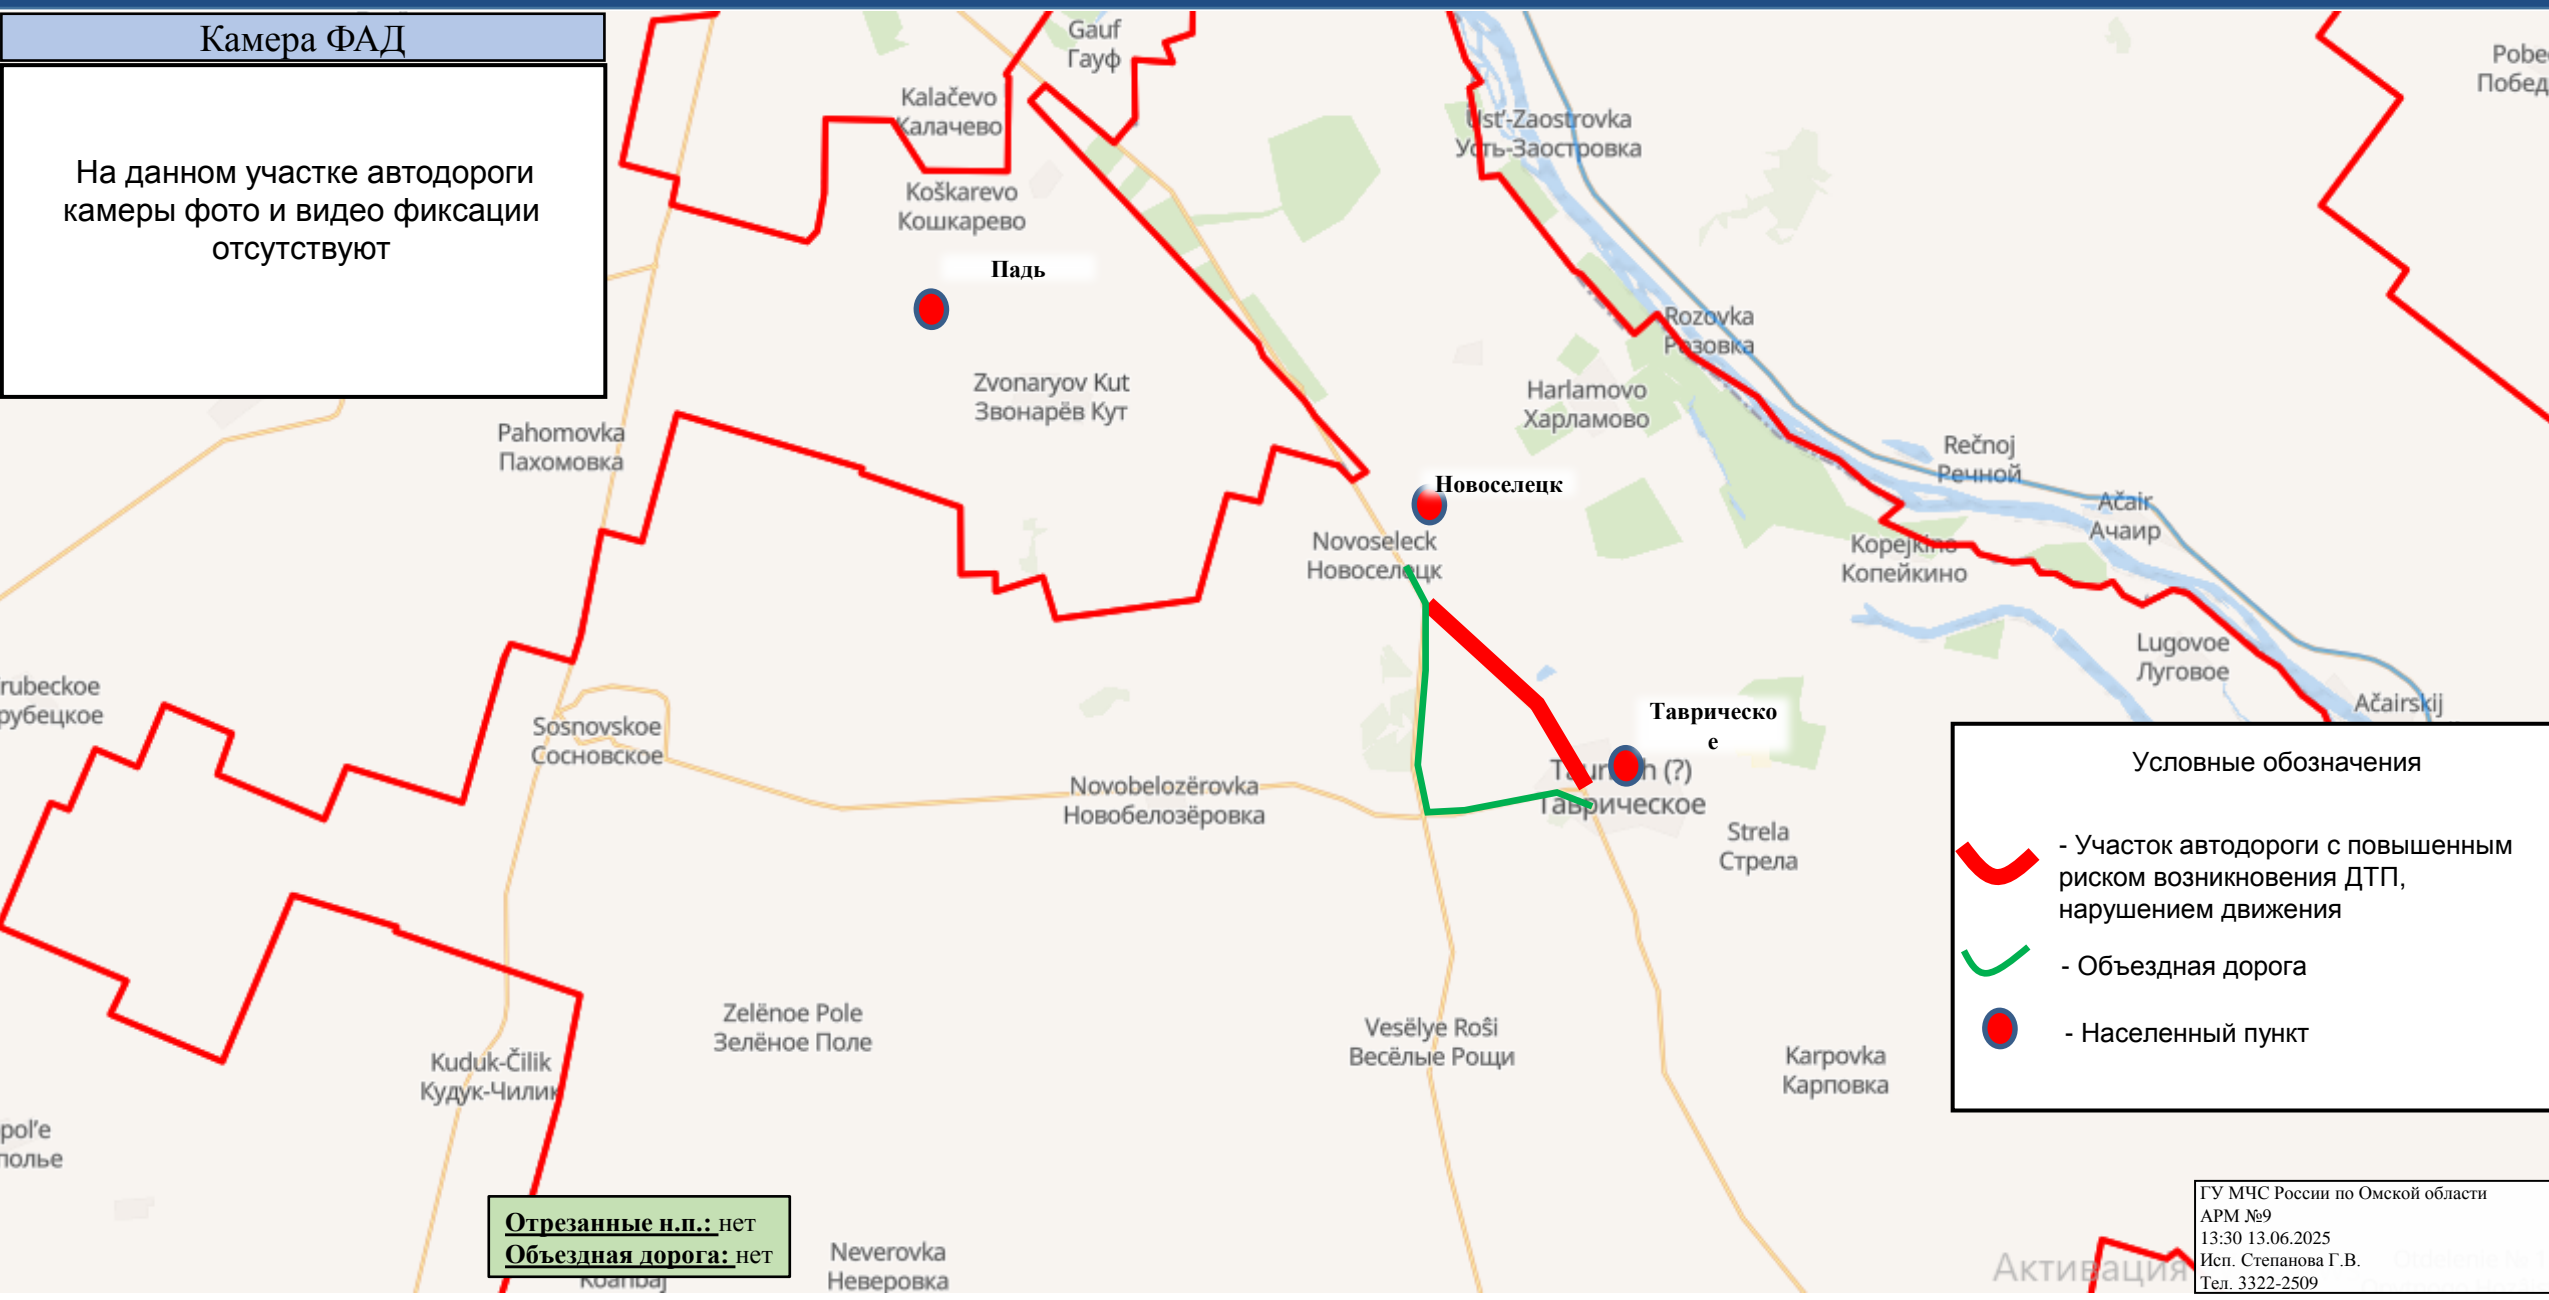 Камера ФАД
На данном участке автодороги
камеры фото и видео фиксации
отсутствуют
Gauf
Гауф
Kalačevo
Калачево
Koškarevo
Кошкарево
Падь
Zvonaryov Kut
Звонарёв Кут
Pahomovka
Пахомовка
Ust'-Zaostrovka
Усть-Заостровка
Pobe
Побед
Rozovka
Розовка
Harlamovo
Харламово
Rečnoj
Речной
Ačair
Ачаир
Новоселецк
Novoseleck
Новоселецк
Kopejkino
Копейкино
Lugovoe
Луговое
Ačairskij
rubeckoe
рубецкое
Sosnovskoe
Сосновское
Novobelozërovka
Новобелозёровка
Таврическо
е
(?)
Таврическое
Strela
Стрела
Zelënoe Pole
Зелёное Поле
Vesëlye Roŝi
Весёлые Рощи
Karpovka
Карповка
Kuduk-Čilik
Кудук-Чилик
pol'e
полье
Neverovka
Неверовка
Условные обозначения
- Участок автодороги с повышенным
риском возникновения ДТП,
нарушением движения
- Объездная дорога
- Населенный пункт
Отрезанные н.п.: нет
Объездная дорога: нет
Активация
ГУ МЧС России по Омской области
АРМ №9
13:30 13.06.2025
Исп. Степанова Г.В.
Тел. 3322-2509